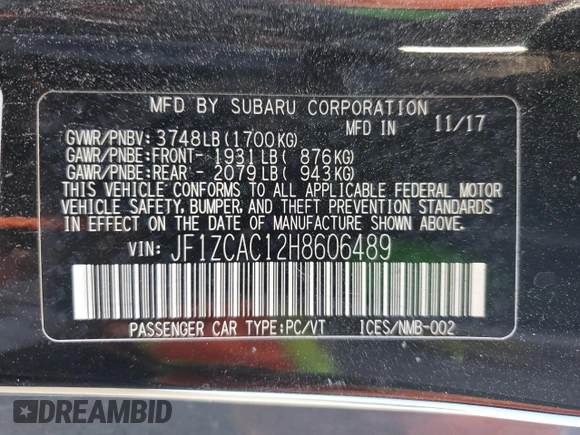 MFD BY SUBARU CORPORATION
GVWR/PNBV: 3748LB(1700KG) MFD IN 11/17
GAWR/PNBE:FRONT- 1931LB( 876KG)
GAWR/PNBE:REAR - 2079LB( 943KG)
THIS VEHICLE CONFORMS TO ALL APPLICABLE FEDERAL MOTOR
VEHICLE SAFETY, BUMPER, AND THEFT PREVENTION STANDARDS
IN EFFECT ON THE DATE OF MANUFACTURE SHOWN ABOVE.
VIN: JF1ZCAC12H8606489
PASSENGER CAR TYPE:PC/VT ICES/NMB-002
DREAMBID